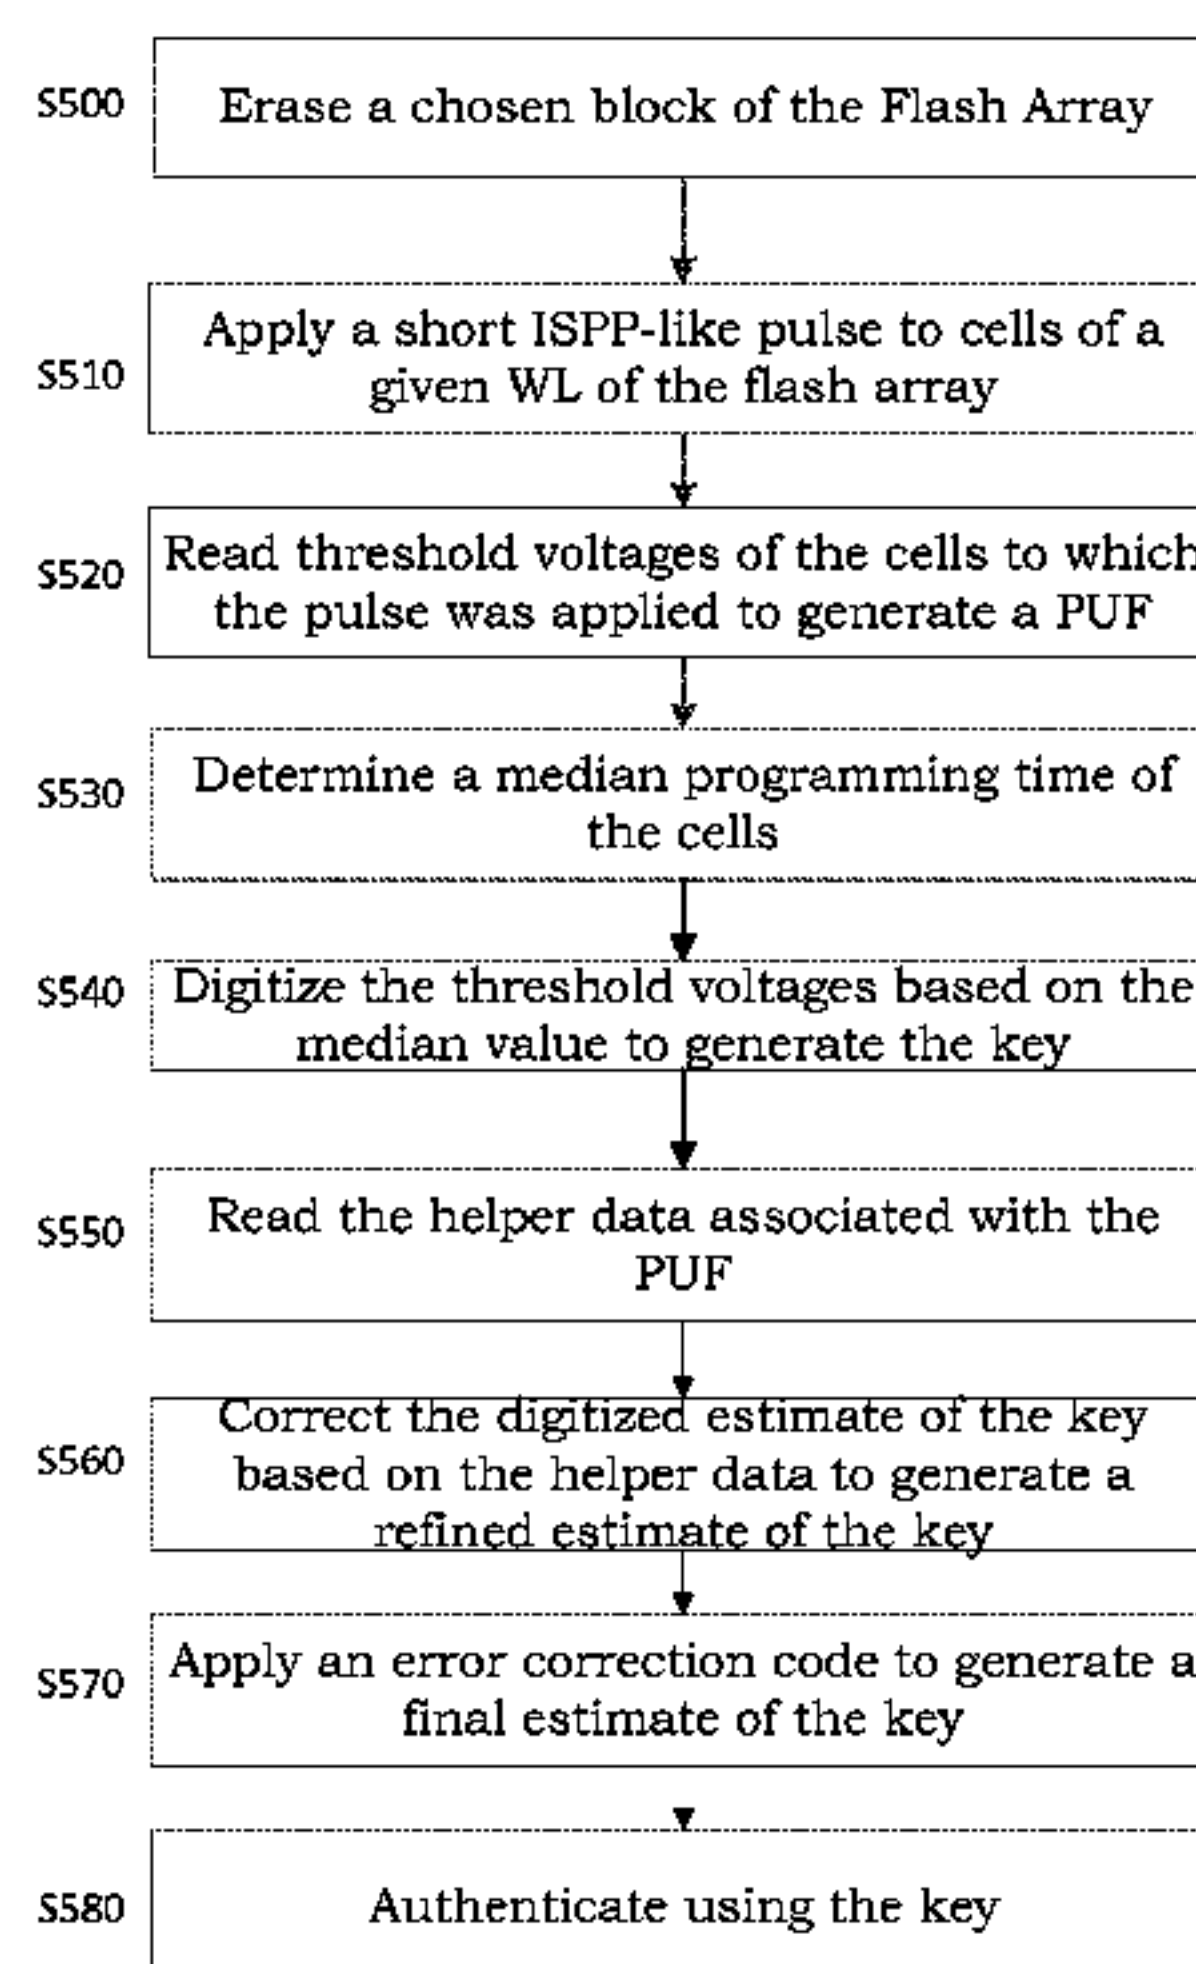 S500
Erase a chosen block of the Flash Array
S510
Apply a short ISPP-like pulse to cells of a
given WL of the flash array
S520
Read threshold voltages of the cells to which
the pulse was applied to generate a PUF
S530
Determine a median programming time of
the cells
S540
Digitize the threshold voltages based on the
median value to generate the key
S550
Read the helper data associated with the
PUF
S560
Correct the digitized estimate of the key
based on the helper data to generate a
refined estimate of the key
S570
Apply an error correction code to generate a
final estimate of the key
S580
Authenticate using the key